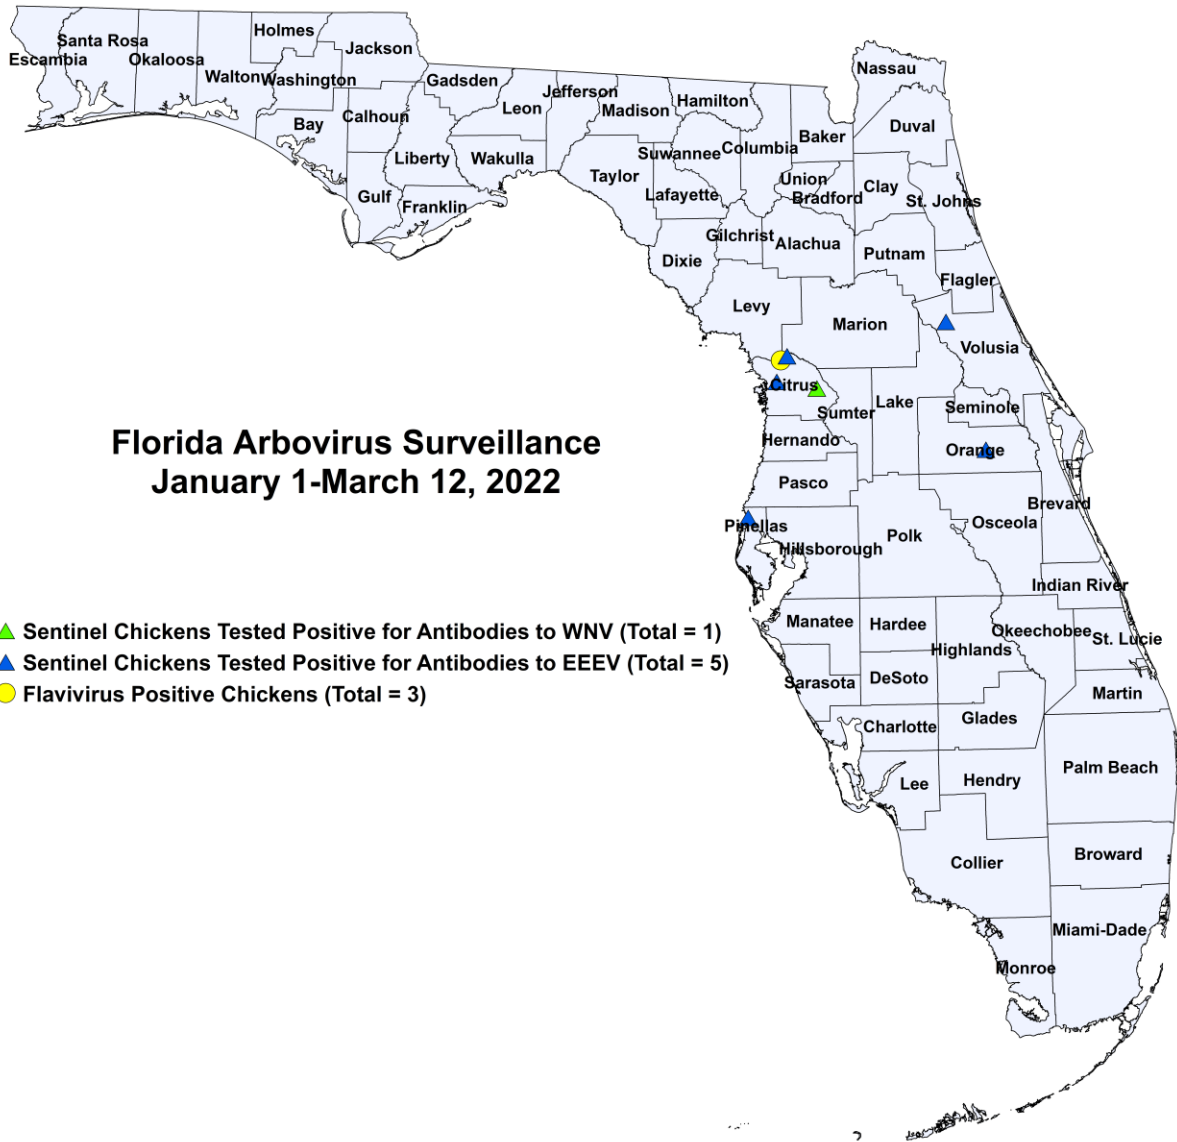 Holmes
Santa Rosa
Jackson
Escambia
Okaloosa
Walton
Washington
Nassau
Gadsden
Jefferson
Leon
Madison
Hamilton
Calhoun
Bay
Duval
Baker
Columbia
Suwannee
Liberty
Wakulla
Taylor
Union
Clay
Lafayette
Bradford
St. Johns
Gulf
Franklin
Gilchrist
Alachua
Putnam
Dixie
Flagler
Levy
Marion
Volusia
Citrus
Lake
Sumter
Seminole
Hernando
Orange
Florida Arbovirus Surveillance
January 1-March 12, 2022
Pasco
Brevard
Pinellas
Osceola
Polk
Hillsborough
Indian River
Manatee
Hardee
Okeechobee
St. Lucie
Highlands
Sentinel Chickens Tested Positive for Antibodies to WNV (Total = 1)
Sentinel Chickens Tested Positive for Antibodies to EEEV (Total = 5)
Flavivirus Positive Chickens (Total = 3)
Sarasota
DeSoto
Martin
Charlotte
Glades
Palm Beach
Lee
Hendry
Collier
Broward
Miami-Dade
Monroe